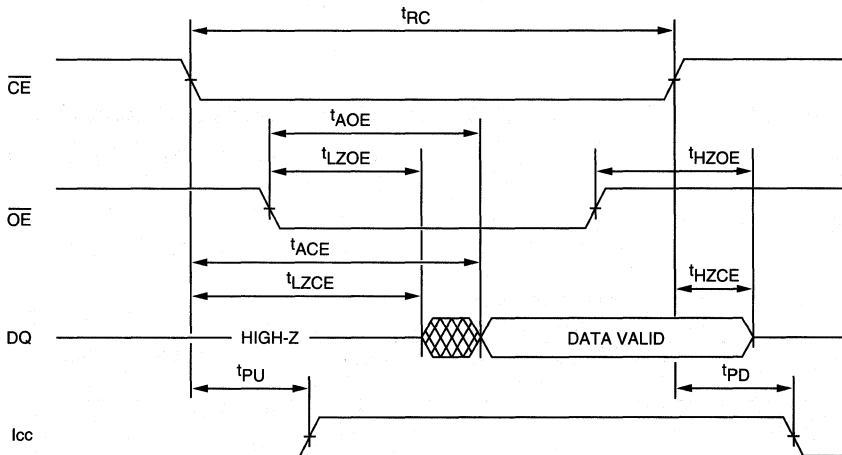 tRC
CE
tAOE
tLZOE
tHZOE
OE
tACE
tLZCE
tHZCE
DQ HIGH-Z DATA VALID
tPU tPD
Icc